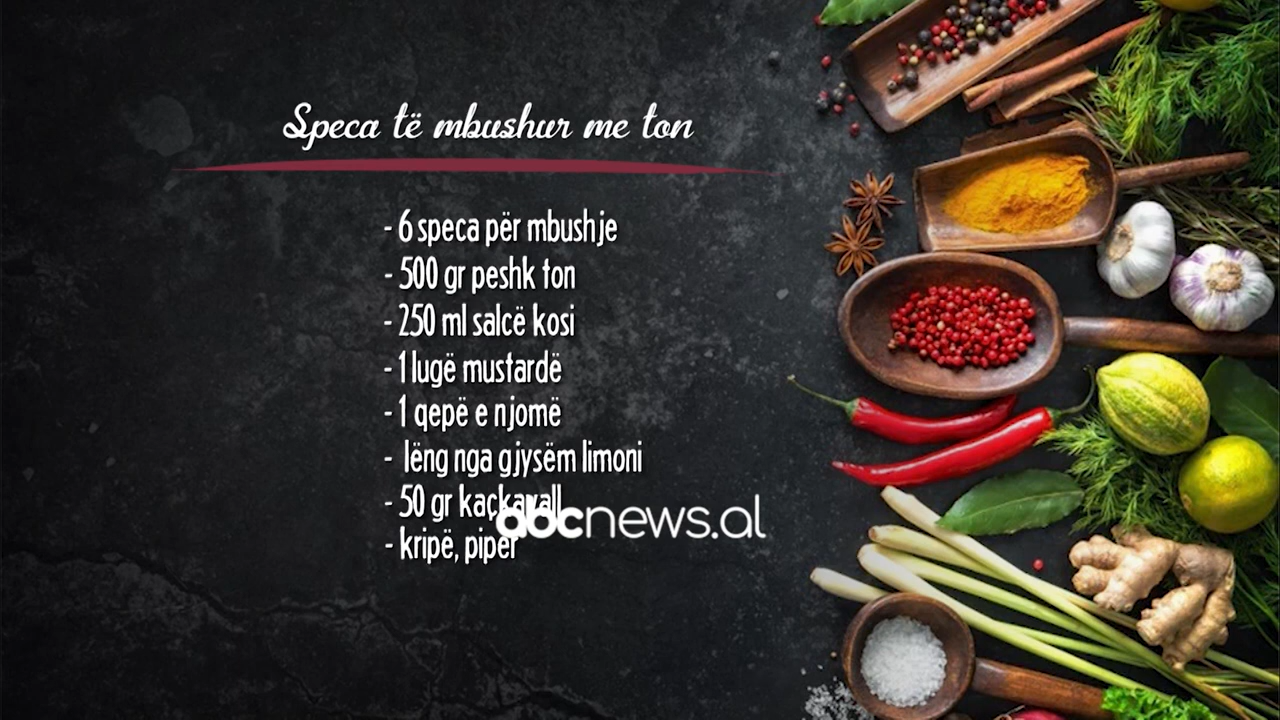 Speca të mbushur me ton
- 6 speca për mbushje
- 500 gr peshk ton
- 250 ml salcë kosi
- 1 lugë mustardë
- 1 qepë e njomë
- lëng nga gjysëm limoni
- 50 gr kaçkavall
- kripë, piper
abcnews.al